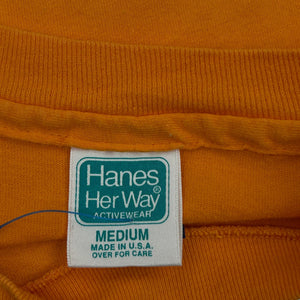 Hanes
Her Way®
ACTIVEWEAR
MEDIUM
MADE IN U.S.A.
OVER FOR CARE